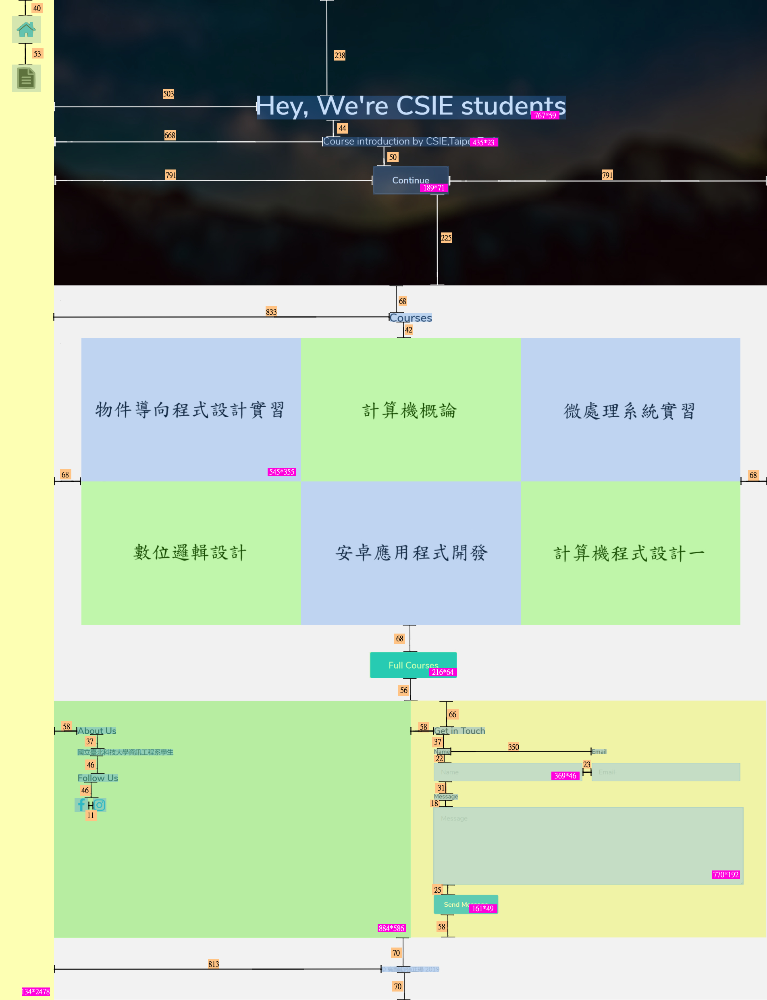 40
53
238
503
Hey, We're CSIE students
767*59
44
668
Course introduction by CSIE,Taipei
435*23
50
791
791
Continue
189*71
225
68
833
Courses
42
物件導向程式設計實習
計算機概論
微處理系統實習
545*355
68
68
數位邏輯設計
安卓應用程式開發
計算機程式設計一
68
Full Courses
216*64
56
66
58
About Us
58
Get in Touch
37
37
國立臺北科技大學資訊工程系學生
Name
350
Email
22
46
23
Follow Us
Name
369*46
Email
46
31
Message
18
11
Message
770*192
25
Send Message
161*49
58
884*586
70
813
© 2019
70
134*2478